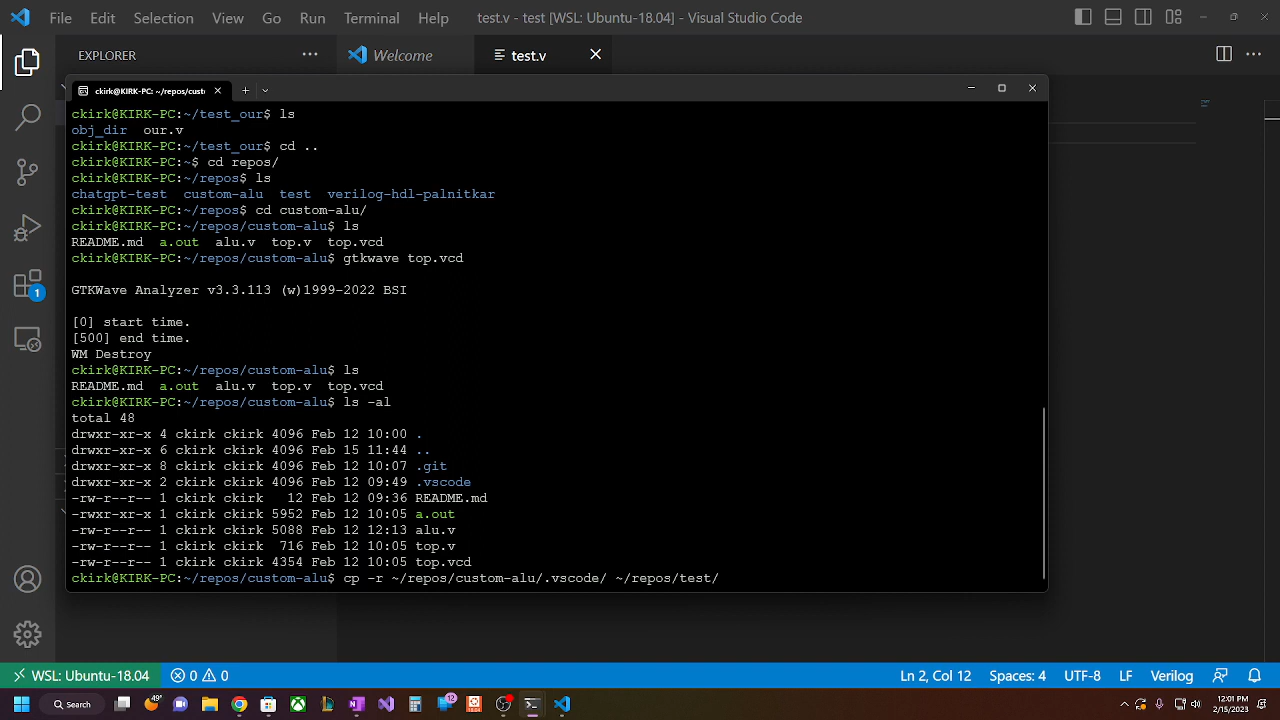 File Edit Selection View Go Run Terminal Help test.v - test [WSL: Ubuntu-18.04] - Visual Studio Code
EXPLORER ··· Welcome test.v
ckirk@KIRK-PC: ~/repos/cust
ckirk@KIRK-PC:~/test_our$ ls
obj_dir our.v
ckirk@KIRK-PC:~/test_our$ cd ..
ckirk@KIRK-PC:~$ cd repos/
ckirk@KIRK-PC:~/repos$ ls
chatgpt-test custom-alu test verilog-hdl-palnitkar
ckirk@KIRK-PC:~/repos$ cd custom-alu/
ckirk@KIRK-PC:~/repos/custom-alu$ ls
README.md a.out alu.v top.v top.vcd
ckirk@KIRK-PC:~/repos/custom-alu$ gtkwave top.vcd
GTKWave Analyzer v3.3.113 (w)1999-2022 BSI
[0] start time.
[500] end time.
WM Destroy
ckirk@KIRK-PC:~/repos/custom-alu$ ls
README.md a.out alu.v top.v top.vcd
ckirk@KIRK-PC:~/repos/custom-alu$ ls -al
total 48
drwxr-xr-x 4 ckirk ckirk 4096 Feb 12 10:00 .
drwxr-xr-x 6 ckirk ckirk 4096 Feb 15 11:44 ..
drwxr-xr-x 8 ckirk ckirk 4096 Feb 12 10:07 .git
drwxr-xr-x 2 ckirk ckirk 4096 Feb 12 09:49 .vscode
-rw-r--r-- 1 ckirk ckirk 12 Feb 12 09:36 README.md
-rwxr-xr-x 1 ckirk ckirk 5952 Feb 12 10:05 a.out
-rw-r--r-- 1 ckirk ckirk 5088 Feb 12 12:13 alu.v
-rw-r--r-- 1 ckirk ckirk 716 Feb 12 10:05 top.v
-rw-r--r-- 1 ckirk ckirk 4354 Feb 12 10:05 top.vcd
ckirk@KIRK-PC:~/repos/custom-alu$ cp -r ~/repos/custom-alu/.vscode/ ~/repos/test/
1
WSL: Ubuntu-18.04 0 0 Ln 2, Col 12 Spaces: 4 UTF-8 LF Verilog
Search 49° 12 12:01 PM
2/15/2023